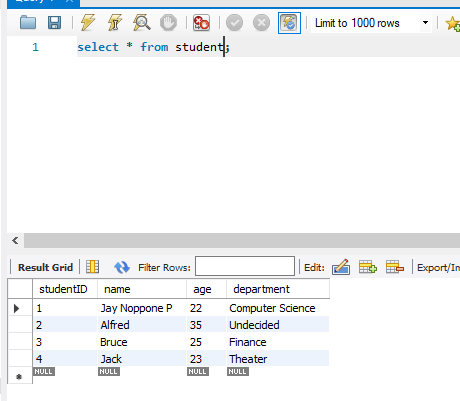 Limit to 1000 rows
1 select * from student;
Result Grid Filter Rows: Edit: Export/Im
studentID name age department
1 Jay Noppone P 22 Computer Science
2 Alfred 35 Undecided
3 Bruce 25 Finance
4 Jack 23 Theater
NULL NULL NULL NULL